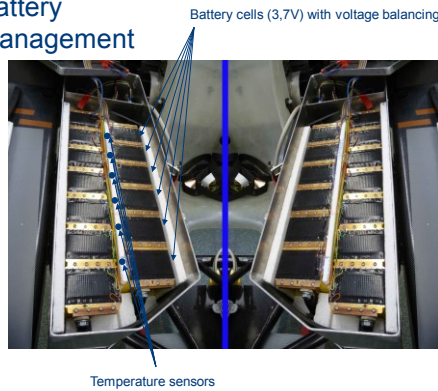 attery
anagement
Battery cells (3,7V) with voltage balancing
Temperature sensors